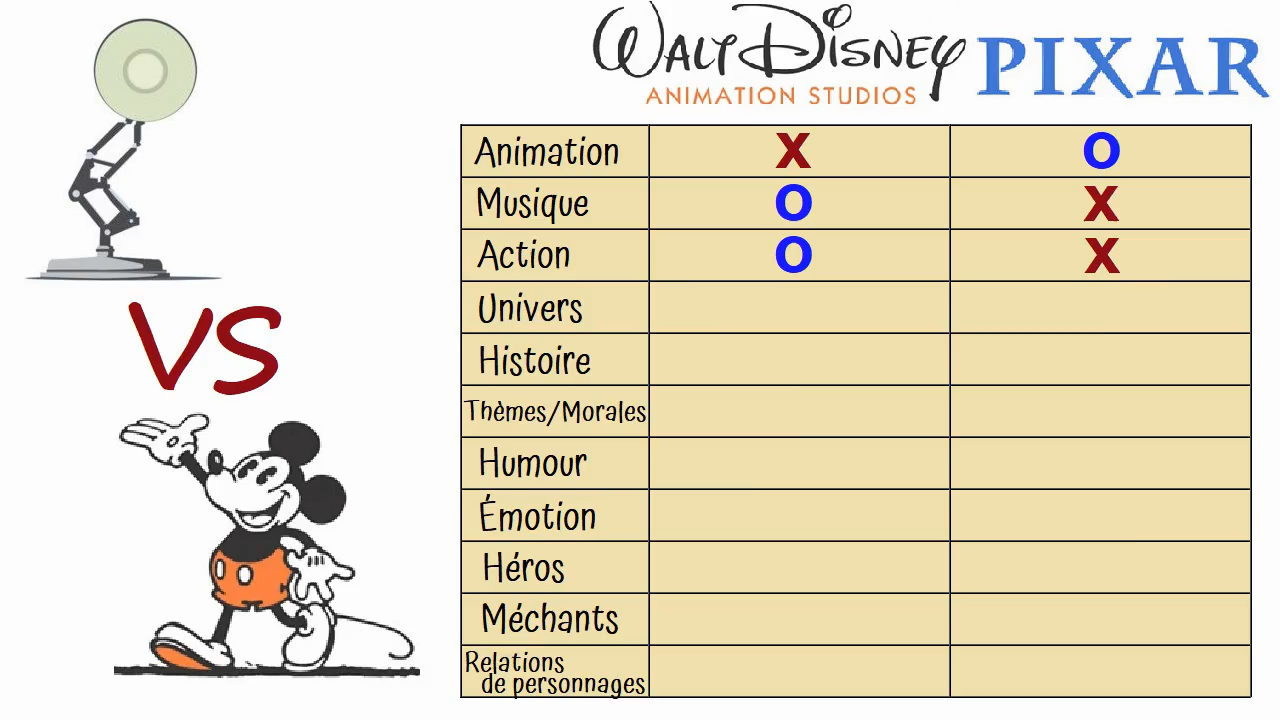 WALT DISNEY
ANIMATION STUDIOS
PIXAR
VS
Animation X O
Musique O X
Action O X
Univers
Histoire
Thèmes/Morales
Humour
Émotion
Héros
Méchants
Relations
de personnages